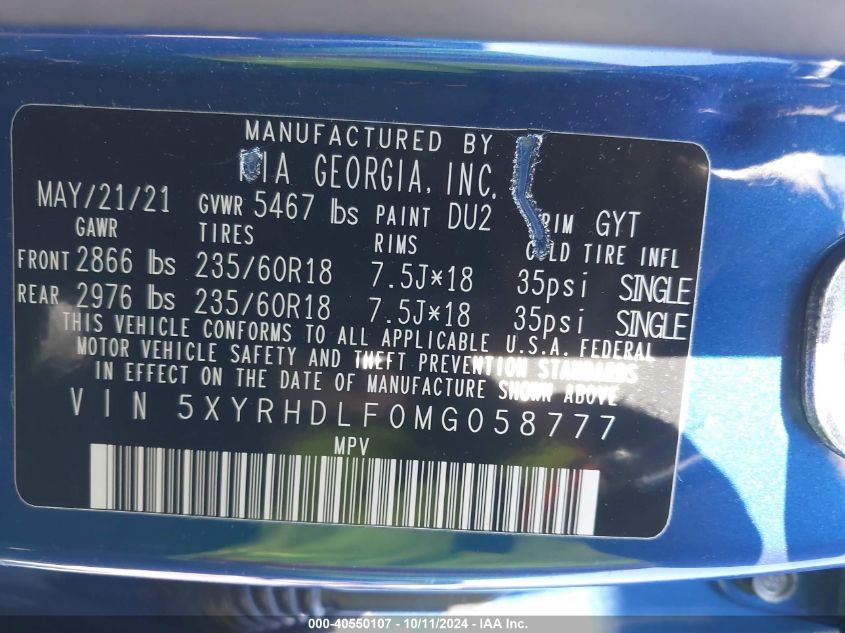 MANUFACTURED BY
KIA GEORGIA, INC.
MAY/21/21 GVWR 5467 lbs PAINT DU2 TRIM GYT
GAWR TIRES RIMS COLD TIRE INFL
FRONT 2866 lbs 235/60R18 7.5J*18 35psi SINGLE
REAR 2976 lbs 235/60R18 7.5J*18 35psi SINGLE
THIS VEHICLE CONFORMS TO ALL APPLICABLE U.S.A. FEDERAL
MOTOR VEHICLE SAFETY AND THEFT PREVENTION STANDARDS
IN EFFECT ON THE DATE OF MANUFACTURE SHOWN ABOVE
VIN 5XYRHDLF0MG058777
MPV
000-40550107 - 10/11/2024 - IAA Inc.